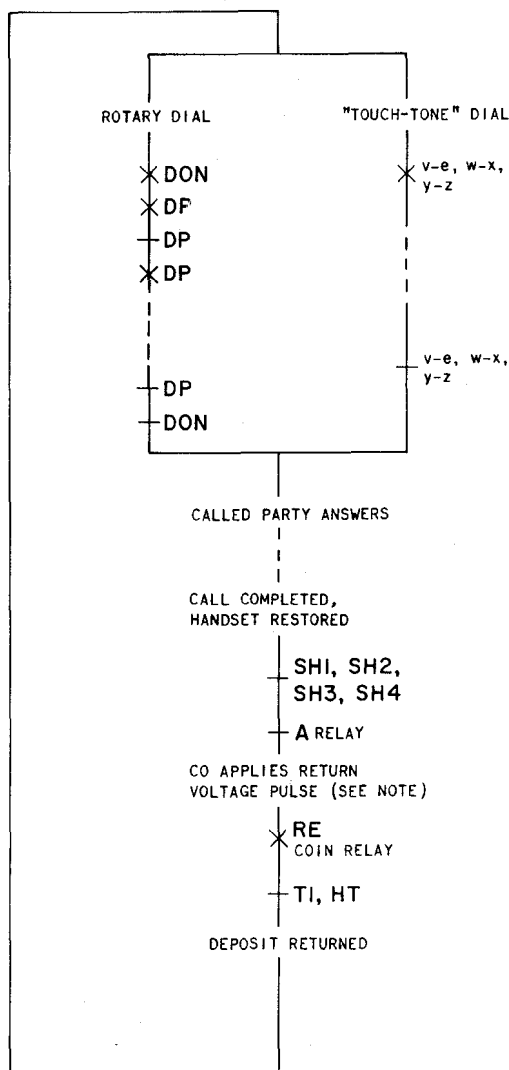 ROTARY DIAL
"TOUCH-TONE" DIAL
DON
DP
DP
DP
v-e, w-x,
y-z
DP
DON
v-e, w-x,
y-z
CALLED PARTY ANSWERS
CALL COMPLETED,
HANDSET RESTORED
SH1, SH2,
SH3, SH4
A RELAY
CO APPLIES RETURN
VOLTAGE PULSE (SEE NOTE)
RE
COIN RELAY
T1, HT
DEPOSIT RETURNED